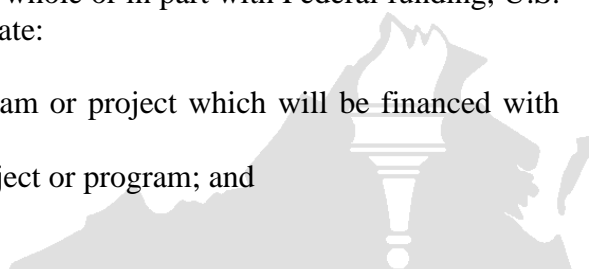 whole or in part with Federal funding, U.S.
ate:
am or project which will be financed with
ject or program; and